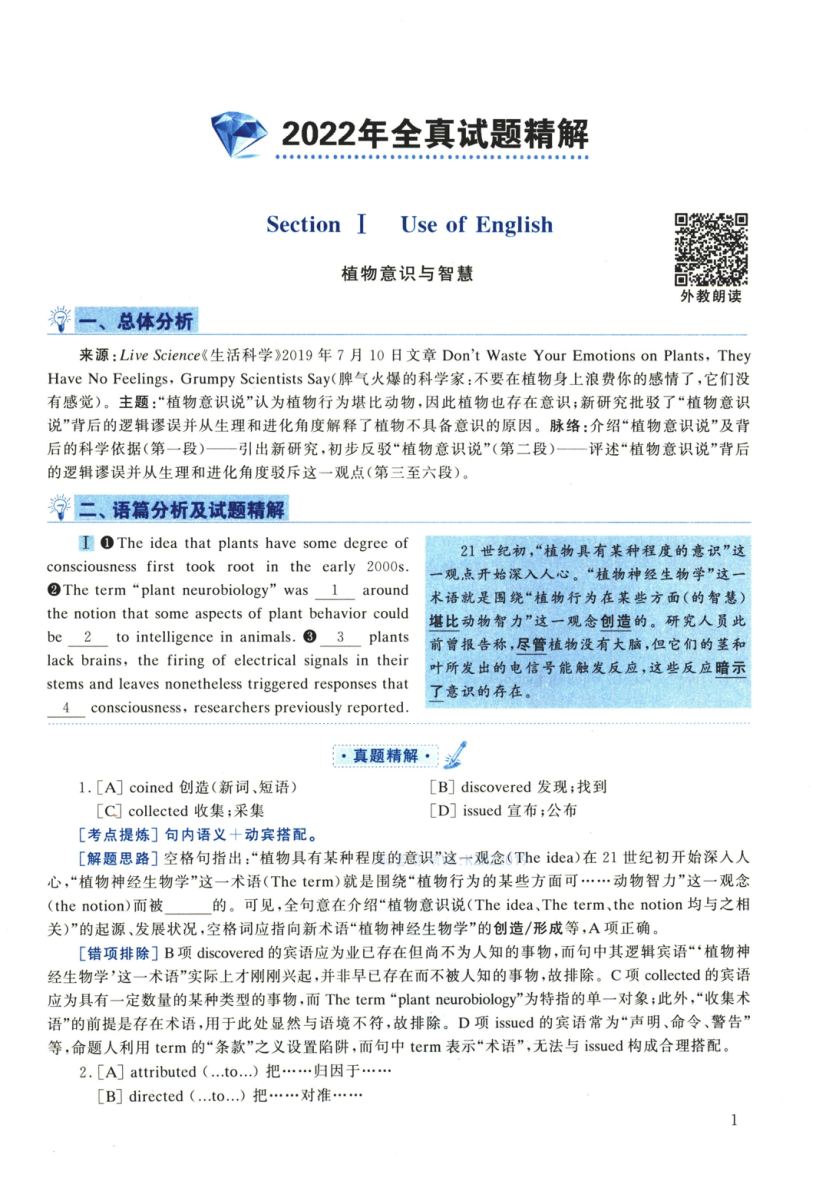 2022年全真试题精解
Section Ⅰ Use of English
植物意识与智慧
外教朗读
一、总体分析
来源:Live Science《生活科学》2019 年 7 月 10 日文章 Don't Waste Your Emotions on Plants, They
Have No Feelings, Grumpy Scientists Say(脾气火爆的科学家:不要在植物身上浪费你的感情了,它们没
有感觉)。主题:“植物意识说”认为植物行为堪比动物,因此植物也存在意识;新研究批驳了“植物意识
说”背后的逻辑谬误并从生理和进化角度解释了植物不具备意识的原因。脉络:介绍“植物意识说”及背
后的科学依据(第一段)——引出新研究,初步反驳“植物意识说”(第二段)——评述“植物意识说”背后
的逻辑谬误并从生理和进化角度驳斥这一观点(第三至六段)。
二、语篇分析及试题精解
Ⅰ ❶The idea that plants have some degree of
consciousness first took root in the early 2000s.
❷The term “plant neurobiology” was 1 around
the notion that some aspects of plant behavior could
be 2 to intelligence in animals. ❸ 3 plants
lack brains, the firing of electrical signals in their
stems and leaves nonetheless triggered responses that
4 consciousness, researchers previously reported.
21 世纪初,“植物具有某种程度的意识”这
一观点开始深入人心。“植物神经生物学”这一
术语就是围绕“植物行为在某些方面(的智慧)
堪比动物智力”这一观念创造的。研究人员此
前曾报告称,尽管植物没有大脑,但它们的茎和
叶所发出的电信号能触发反应,这些反应暗示
了意识的存在。
·真题精解·
1. [A] coined 创造(新词、短语)
[B] discovered 发现;找到
[C] collected 收集;采集
[D] issued 宣布;公布
[考点提炼] 句内语义+动宾搭配。
[解题思路] 空格句指出:“植物具有某种程度的意识”这一观念(The idea)在 21 世纪初开始深入人
心,“植物神经生物学”这一术语(The term)就是围绕“植物行为的某些方面可……动物智力”这一观念
(the notion)而被____的。可见,全句意在介绍“植物意识说(The idea、The term、the notion 均与之相
关)”的起源、发展状况,空格词应指向新术语“植物神经生物学”的创造/形成等,A 项正确。
[错项排除] B 项 discovered 的宾语应为业已存在但尚不为人知的事物,而句中其逻辑宾语“‘植物神
经生物学’这一术语”实际上才刚刚兴起,并非早已存在而不被人知的事物,故排除。C 项 collected 的宾语
应为具有一定数量的某种类型的事物,而 The term “plant neurobiology”为特指的单一对象;此外,“收集术
语”的前提是存在术语,用于此处显然与语境不符,故排除。D 项 issued 的宾语常为“声明、命令、警告”
等,命题人利用 term 的“条款”之义设置陷阱,而句中 term 表示“术语”,无法与 issued 构成合理搭配。
2. [A] attributed (...to...) 把……归因于……
[B] directed (...to...) 把……对准……
1